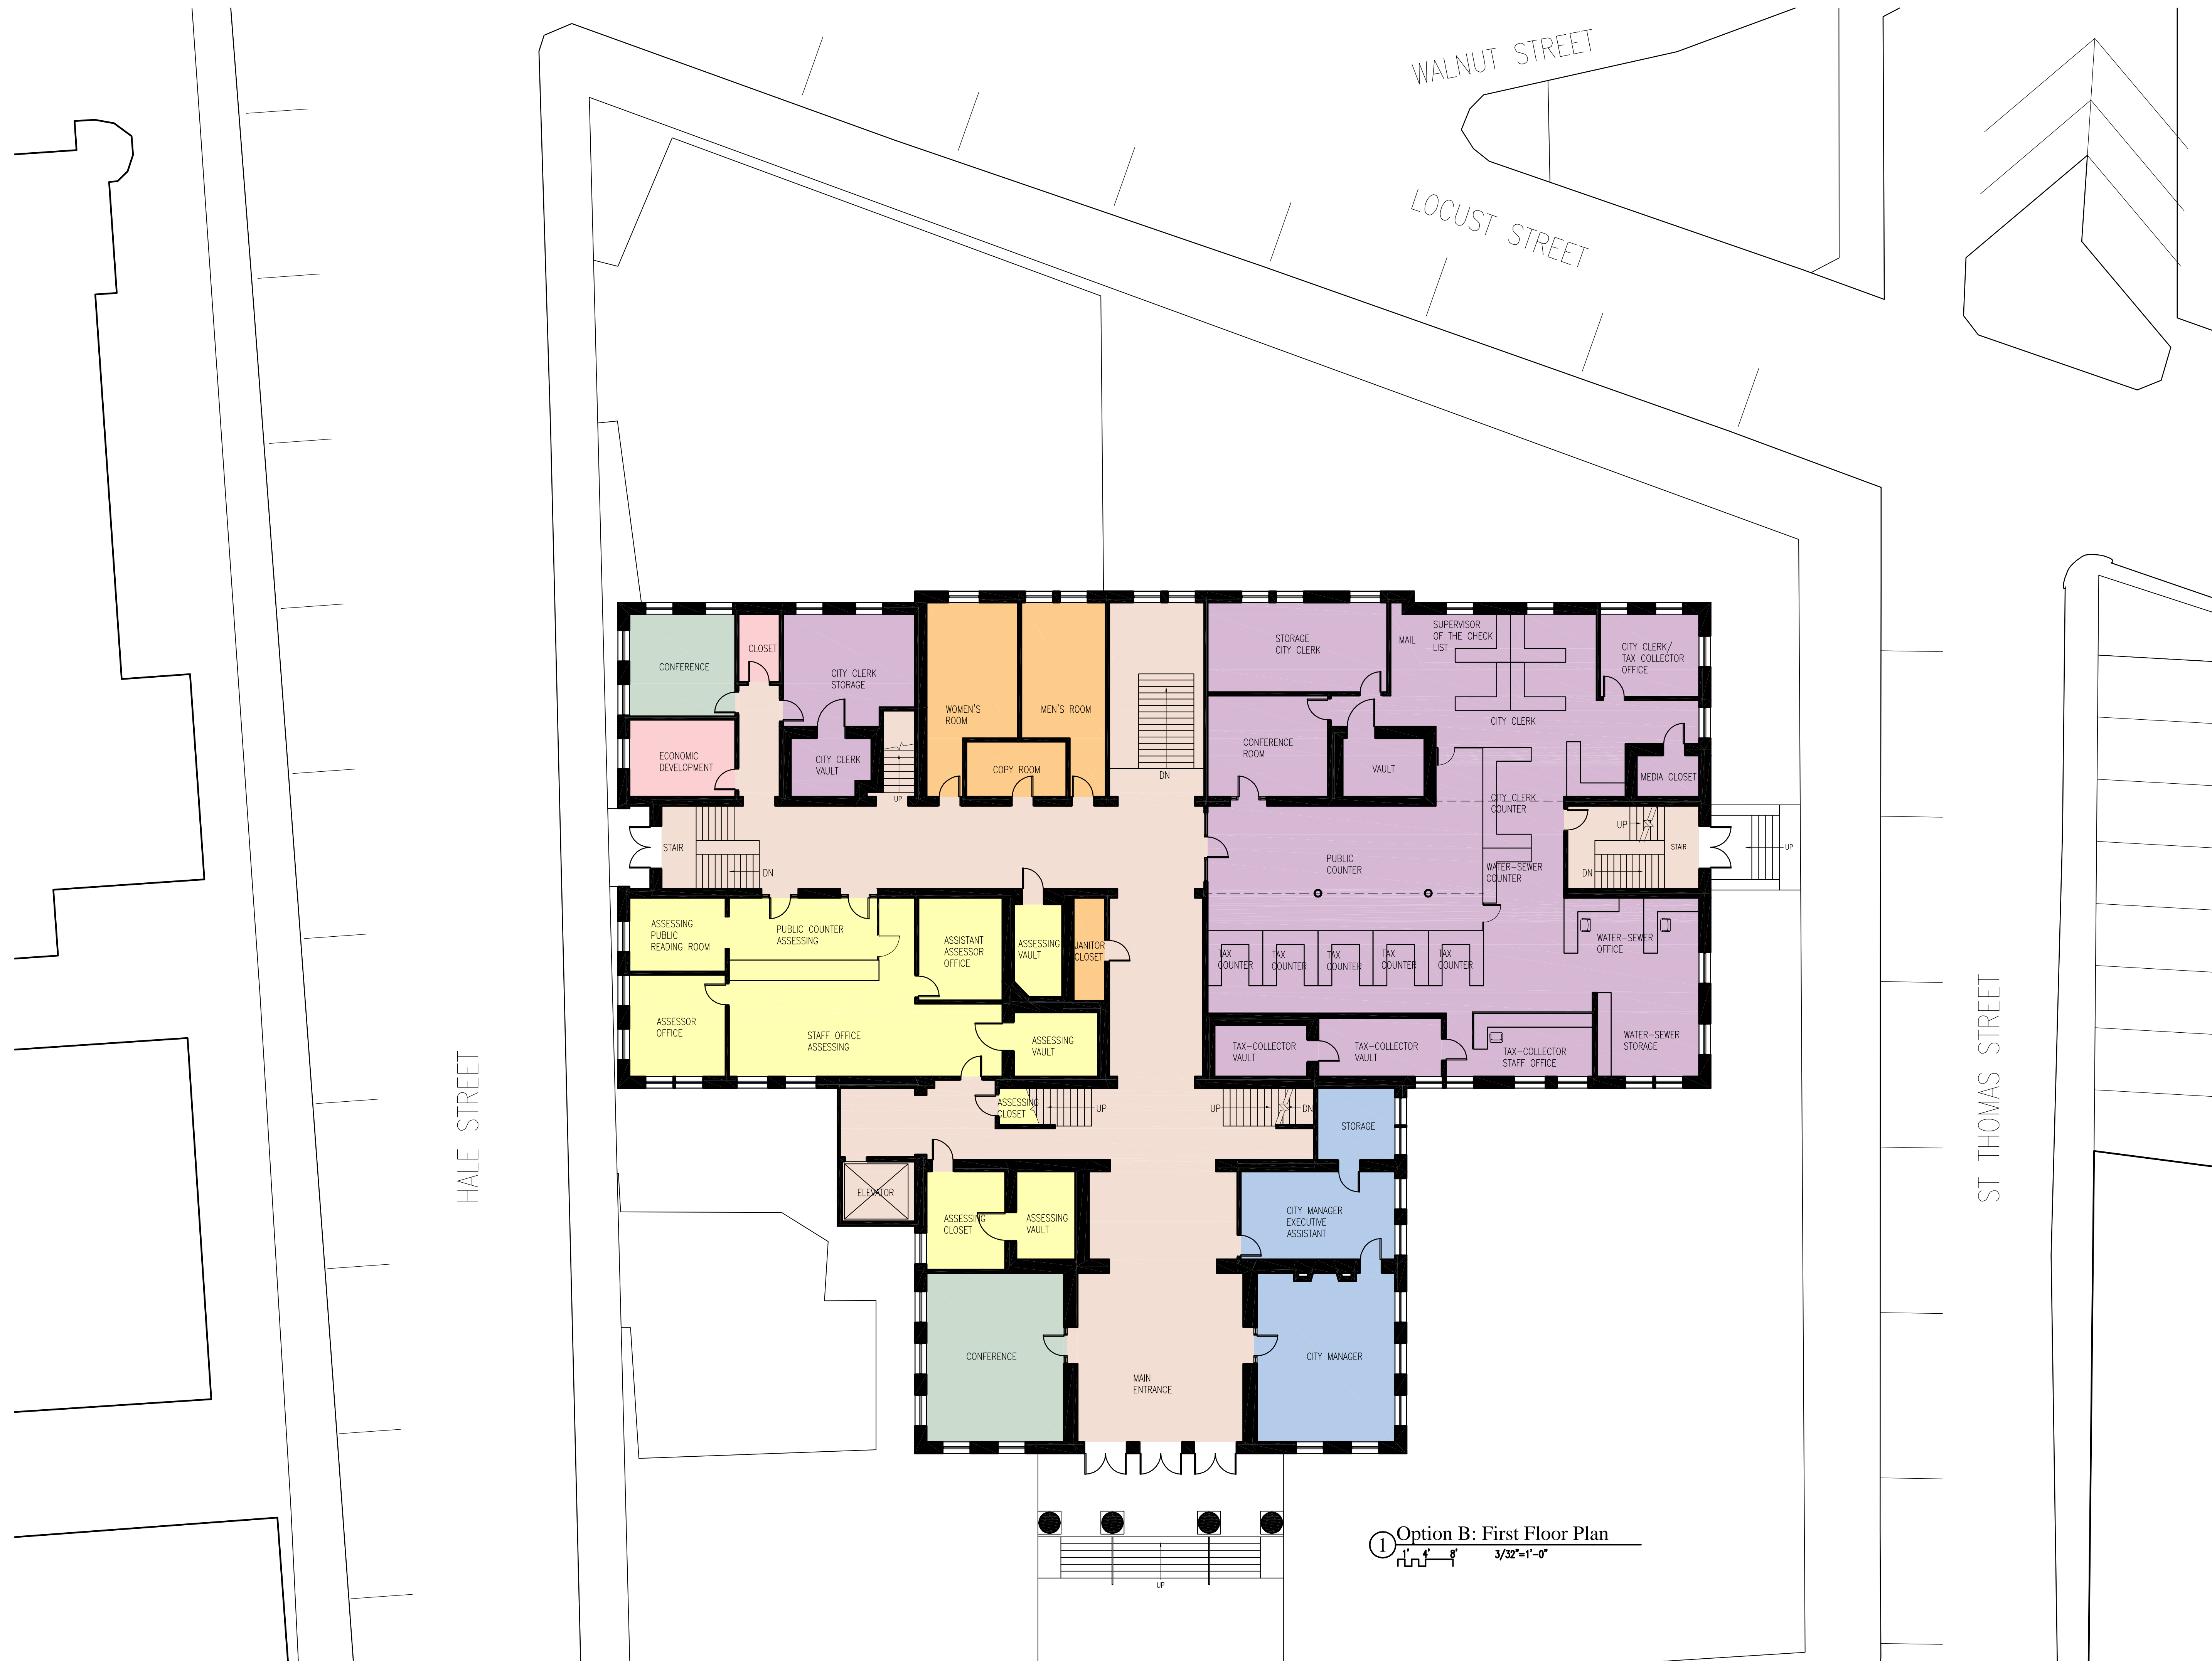 WALNUT STREET
LOCUST STREET
HALE STREET
ST THOMAS STREET
CONFERENCE
CLOSET
CITY CLERK
STORAGE
ECONOMIC
DEVELOPMENT
CITY CLERK
VAULT
UP
WOMEN'S
ROOM
MEN'S ROOM
COPY ROOM
DN
STORAGE
CITY CLERK
MAIL
SUPERVISOR
OF THE CHECK
LIST
CITY CLERK/
TAX COLLECTOR
OFFICE
CITY CLERK
CONFERENCE
ROOM
VAULT
MEDIA CLOSET
CITY CLERK
COUNTER
STAIR
DN
PUBLIC
COUNTER
WATER-SEWER
COUNTER
UP
STAIR
DN
UP
ASSESSING
PUBLIC
READING ROOM
PUBLIC COUNTER
ASSESSING
ASSISTANT
ASSESSOR
OFFICE
ASSESSING
VAULT
JANITOR
CLOSET
TAX
COUNTER
TAX
COUNTER
TAX
COUNTER
TAX
COUNTER
TAX
COUNTER
WATER-SEWER
OFFICE
ASSESSOR
OFFICE
STAFF OFFICE
ASSESSING
ASSESSING
VAULT
TAX-COLLECTOR
VAULT
TAX-COLLECTOR
VAULT
TAX-COLLECTOR
STAFF OFFICE
WATER-SEWER
STORAGE
ASSESSING
CLOSET
UP
UP
DN
STORAGE
ELEVATOR
ASSESSING
CLOSET
ASSESSING
VAULT
CITY MANAGER
EXECUTIVE
ASSISTANT
CONFERENCE
MAIN
ENTRANCE
CITY MANAGER
UP
1 Option B: First Floor Plan
1' 4' 8' 3/32"=1'-0"